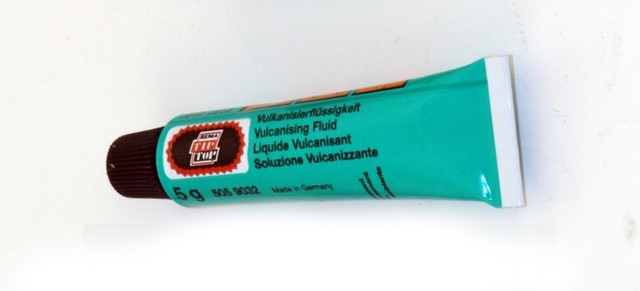 REMA
TIP
TOP
Vulkanisierflüssigkeit
Vulcanising Fluid
Liquide Vulcanisant
Soluzione Vulcanizzante
5 g 505 9032 Made in Germany